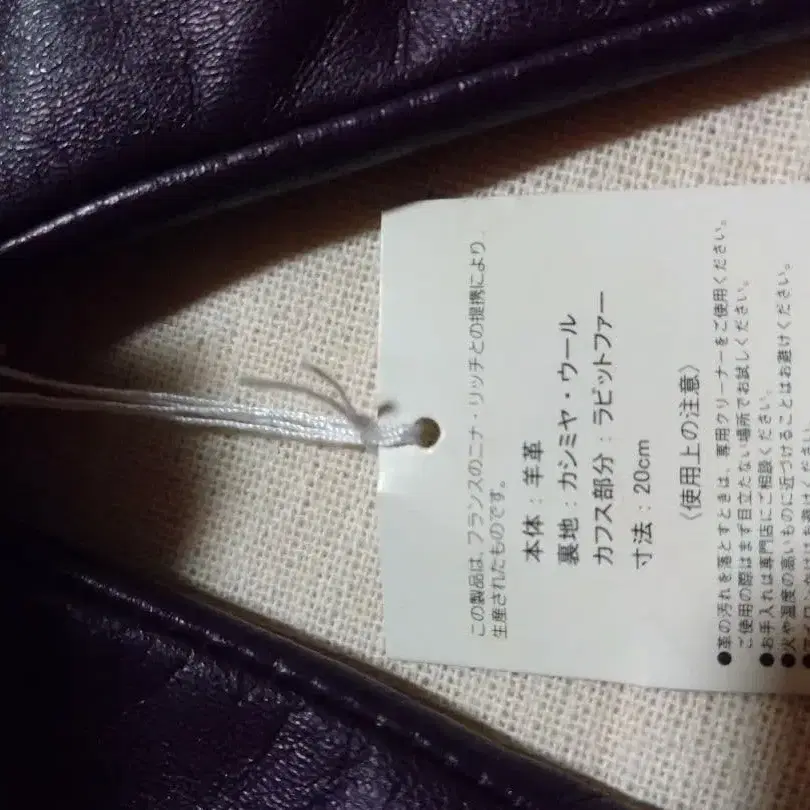 この製品は、フランスのニナ・リッチとの提携により、
生産されたものです。
本体：羊革
裏地：カシミヤ・ウール
カフス部分：ラビットファー
寸法：20cm
〈使用上の注意〉
●革の汚れを落とすときは、専用クリーナーをご使用ください。
ご使用の際はまず目立たない場所でお試しください。
●お手入れは専門店にご相談ください。
●火や温度の高いものに近づけることはお避けください。